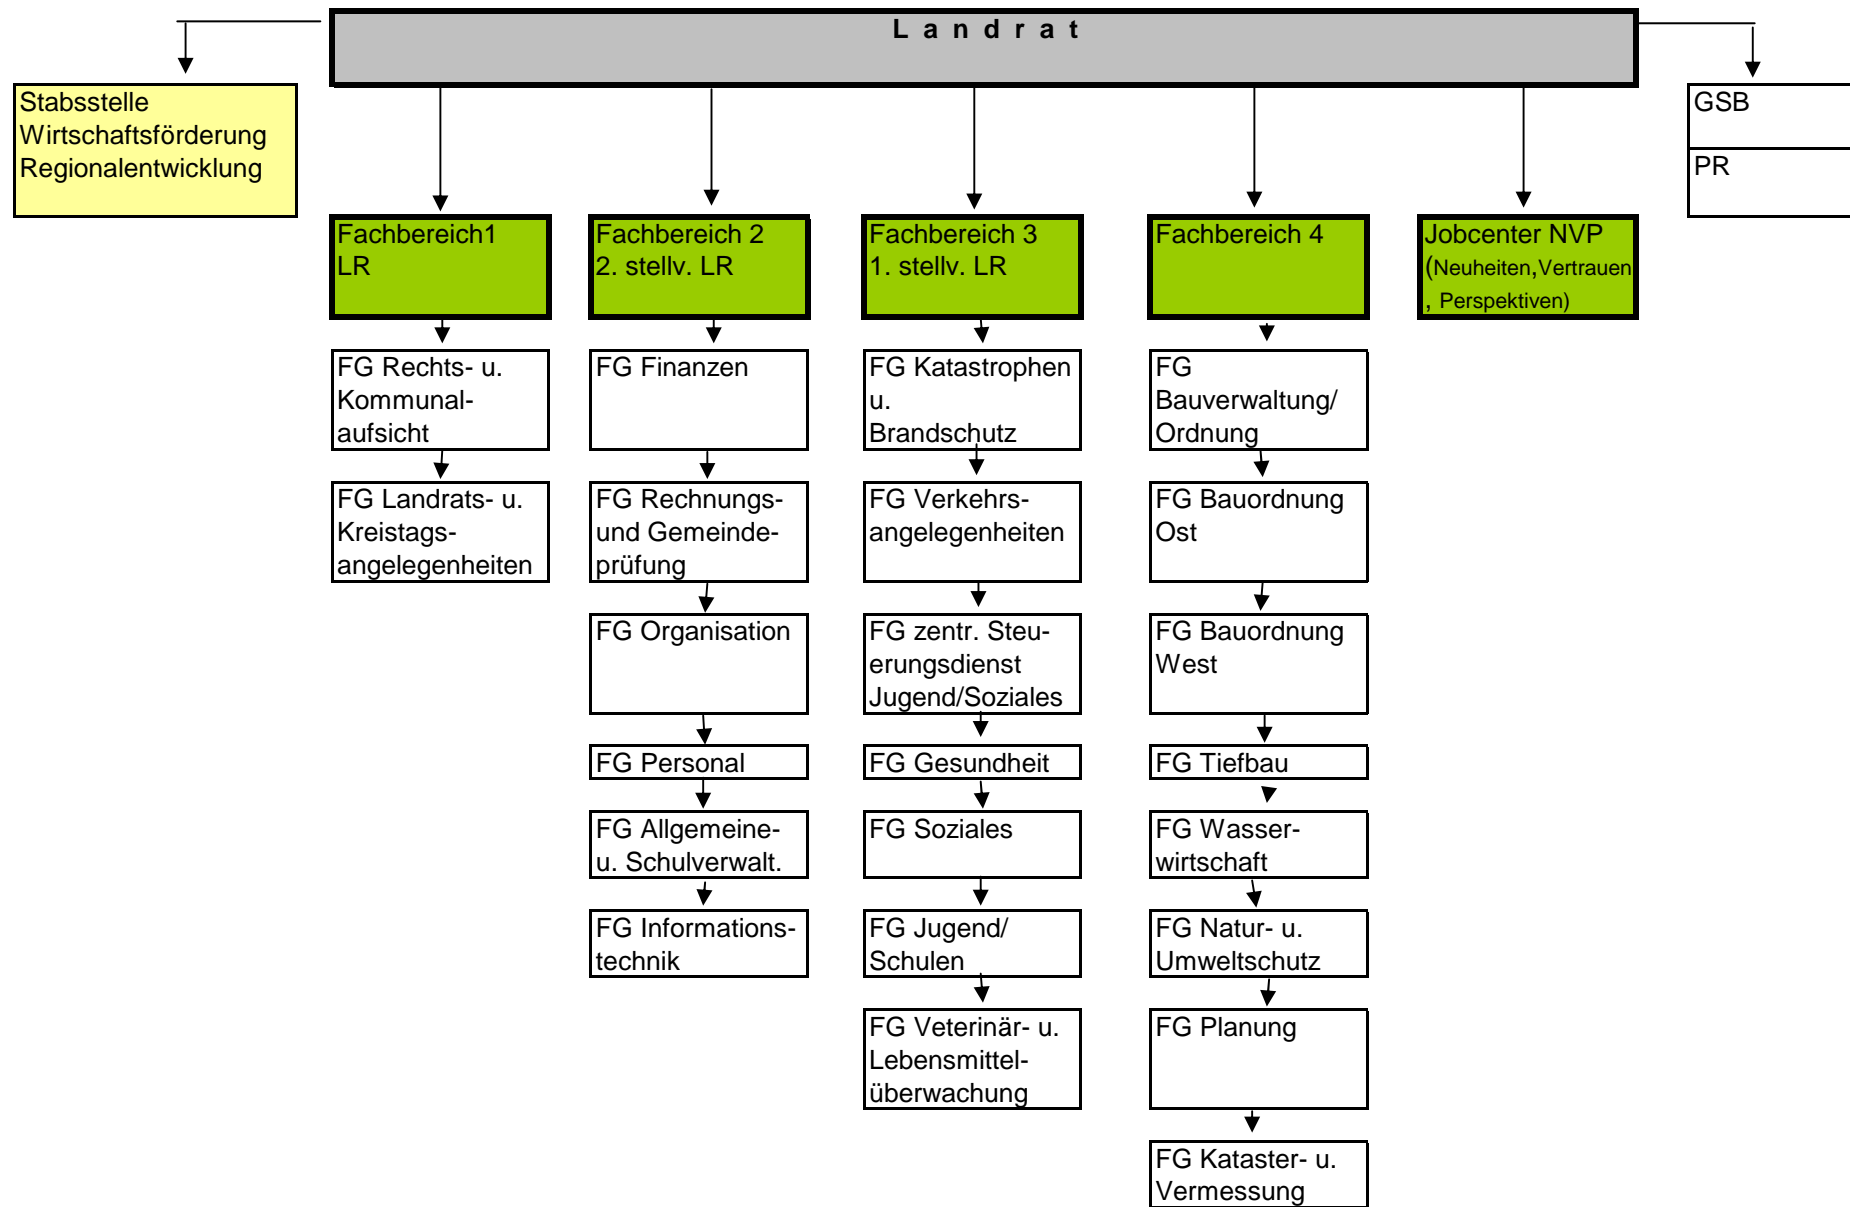 L a n d r a t
Stabsstelle
Wirtschaftsförderung
Regionalentwicklung
GSB
PR
Fachbereich1
LR
FG Rechts- u.
Kommunal-
aufsicht
FG Landrats- u.
Kreistags-
angelegenheiten
Fachbereich 2
2. stellv. LR
FG Finanzen
FG Rechnungs-
und Gemeinde-
prüfung
FG Organisation
FG Personal
FG Allgemeine-
u. Schulverwalt.
FG Informations-
technik
Fachbereich 3
1. stellv. LR
FG Katastrophen
u.
Brandschutz
FG Verkehrs-
angelegenheiten
FG zentr. Steu-
erungsdienst
Jugend/Soziales
FG Gesundheit
FG Soziales
FG Jugend/
Schulen
FG Veterinär- u.
Lebensmittel-
überwachung
Fachbereich 4
FG
Bauverwaltung/
Ordnung
FG Bauordnung
Ost
FG Bauordnung
West
FG Tiefbau
FG Wasser-
wirtschaft
FG Natur- u.
Umweltschutz
FG Planung
FG Kataster- u.
Vermessung
Jobcenter NVP
(Neuheiten,Vertrauen
, Perspektiven)